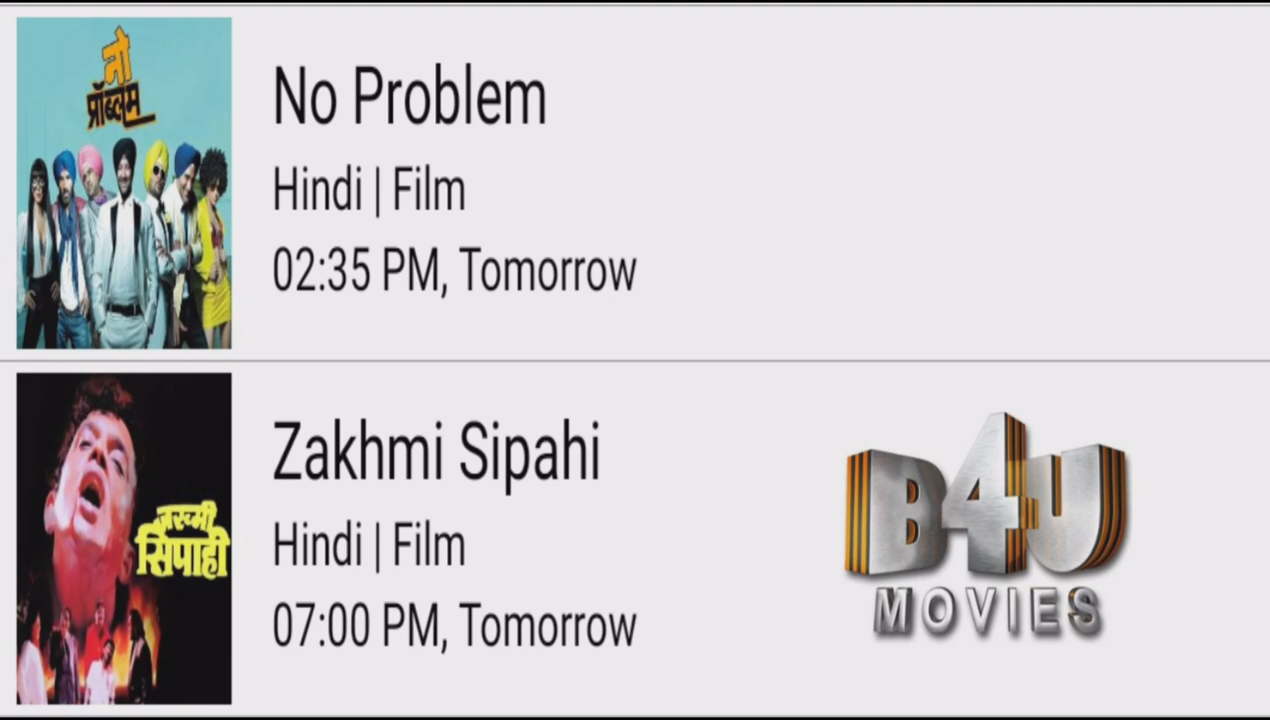 नो
प्रॉब्लम
No Problem
Hindi | Film
02:35 PM, Tomorrow
जख्मी
सिपाही
Zakhmi Sipahi
Hindi | Film
07:00 PM, Tomorrow
B4U
MOVIES